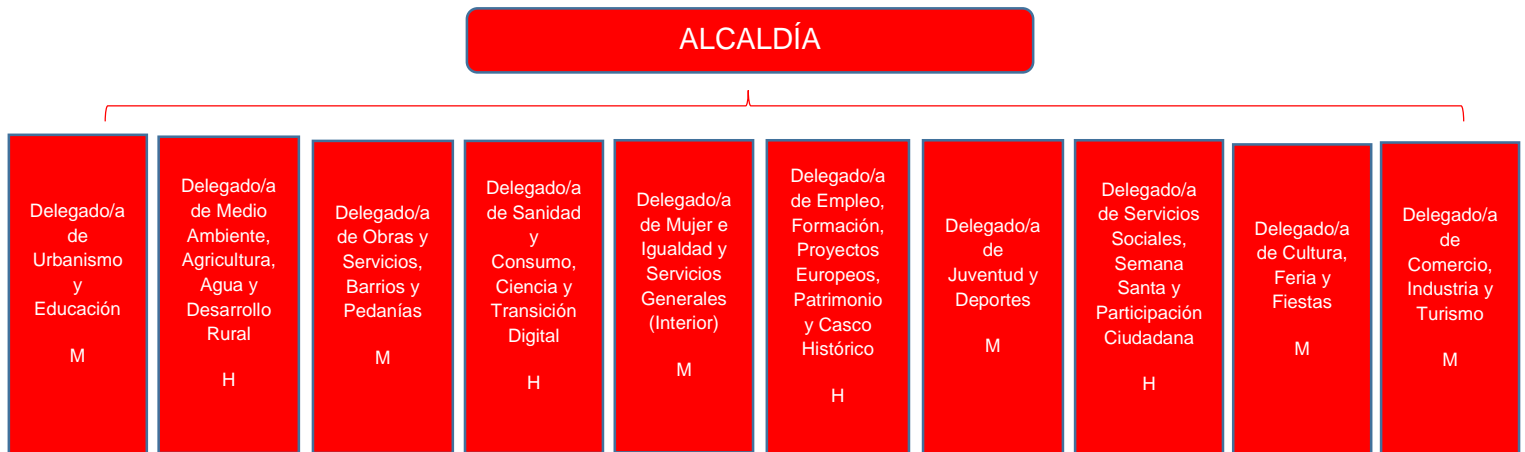 ALCALDÍA
Delegado/a
de
Urbanismo
y
Educación
M
Delegado/a
de Medio
Ambiente,
Agricultura,
Agua y
Desarrollo
Rural
H
Delegado/a
de Obras y
Servicios,
Barrios y
Pedanías
M
Delegado/a
de Sanidad
y
Consumo,
Ciencia y
Transición
Digital
H
Delegado/a
de Mujer e
Igualdad y
Servicios
Generales
(Interior)
M
Delegado/a
de Empleo,
Formación,
Proyectos
Europeos,
Patrimonio
y Casco
Histórico
H
Delegado/a
de
Juventud y
Deportes
M
Delegado/a
de Servicios
Sociales,
Semana
Santa y
Participación
Ciudadana
H
Delegado/a
de Cultura,
Feria y
Fiestas
M
Delegado/a
de
Comercio,
Industria y
Turismo
M